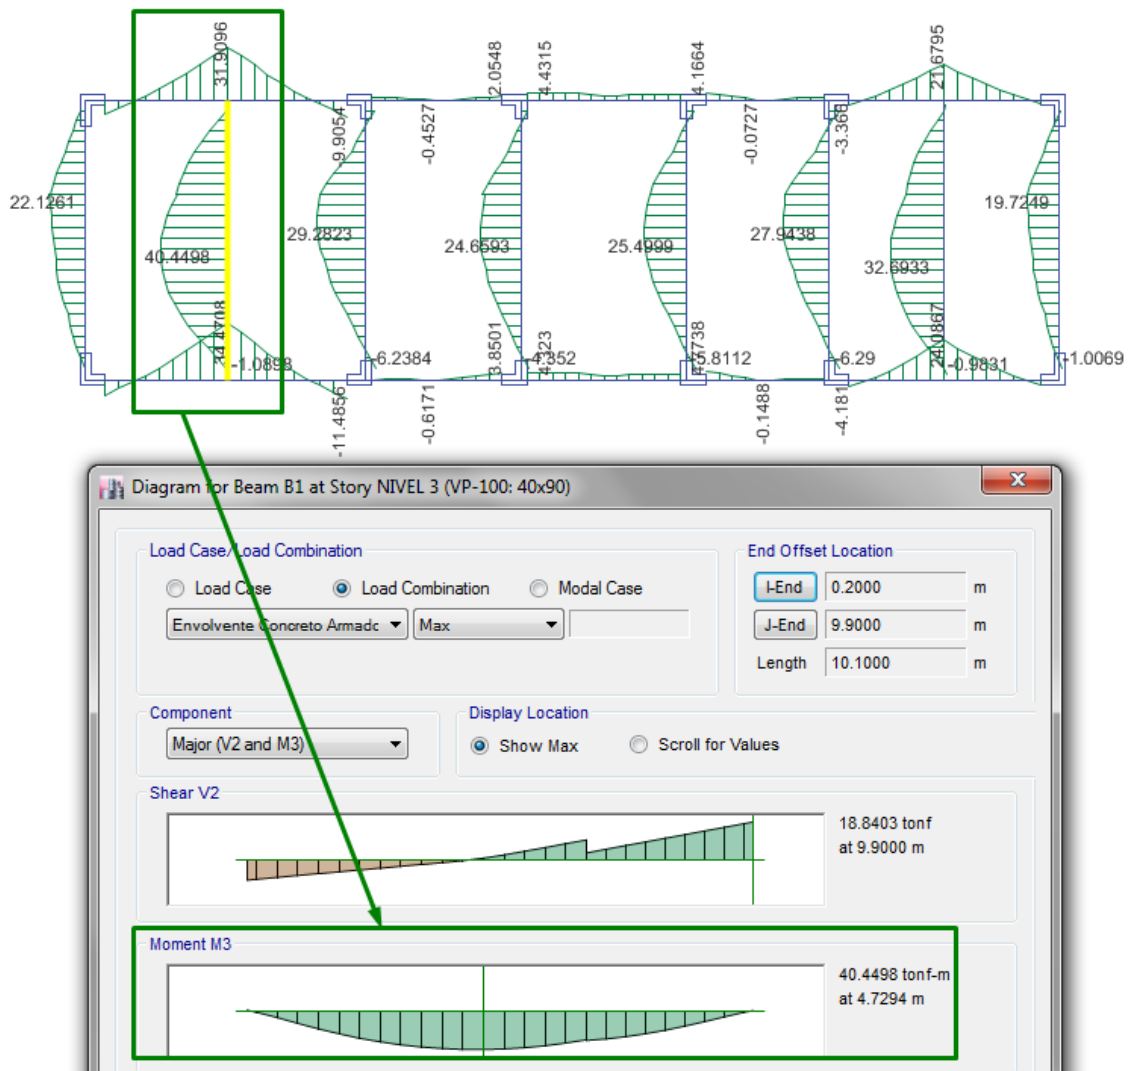 31.9096
2.0548
4.4315
4.1664
21.6795
-9.9054
-0.4527
-0.0727
-3.366
22.1261
40.4498
29.2823
24.6593
25.4999
27.9438
32.6933
19.7249
-1.0898
-6.2384
3.8501
-4.352
-5.8112
-6.29
24.0867
-0.9831
-1.0069
-11.4856
-0.6171
-0.1488
-4.181
Diagram for Beam B1 at Story NIVEL 3 (VP-100: 40x90)
Load Case/Load Combination
Load Case
Load Combination
Modal Case
Envolvente Concreto Armadc
Max
End Offset Location
I-End 0.2000 m
J-End 9.9000 m
Length 10.1000 m
Component
Major (V2 and M3)
Display Location
Show Max
Scroll for Values
Shear V2
18.8403 tonf
at 9.9000 m
Moment M3
40.4498 tonf-m
at 4.7294 m